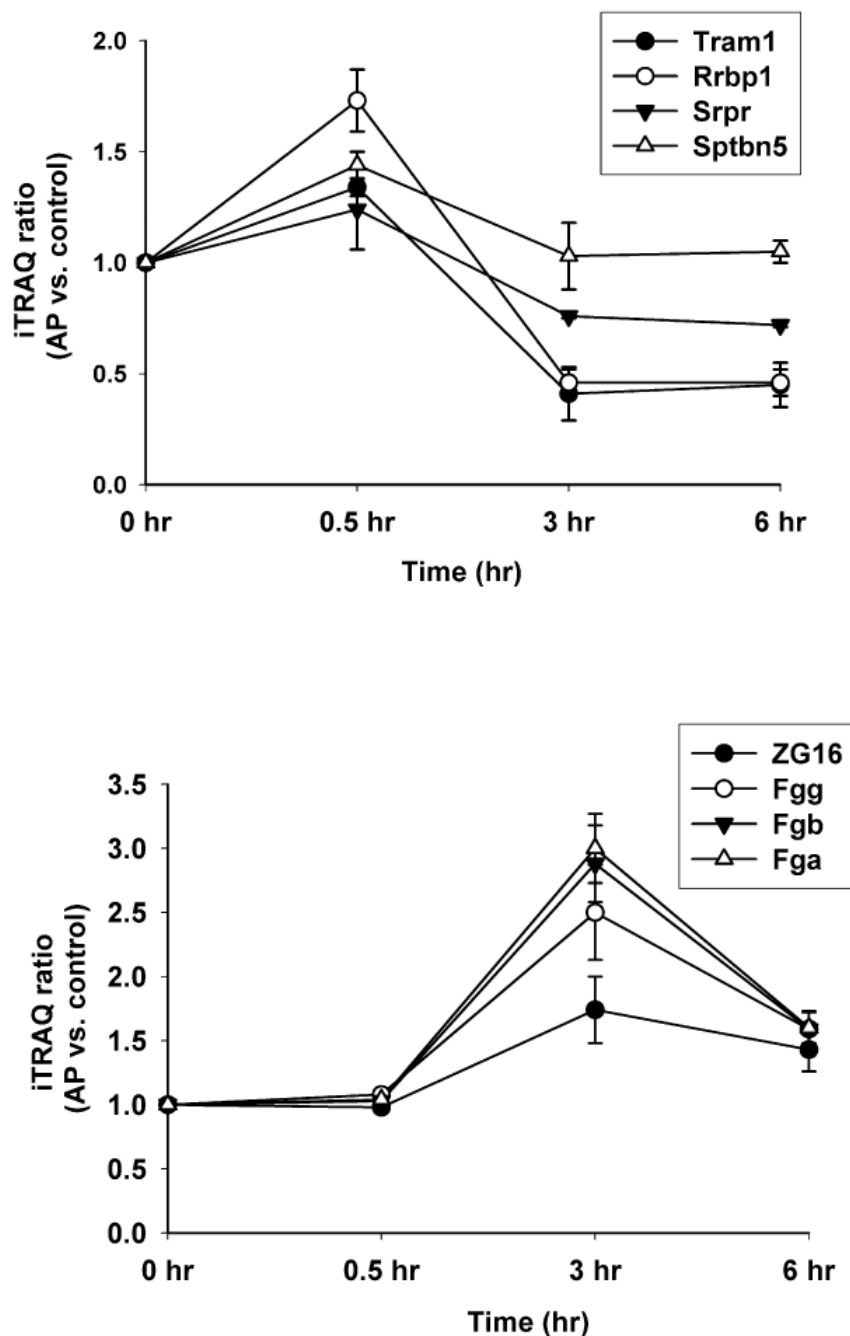 2.0
1.5
1.0
0.5
0.0
iTRAQ ratio
(AP vs. control)
Tram1
Rrbp1
Srpr
Sptbn5
0 hr 0.5 hr 3 hr 6 hr
Time (hr)
3.5
3.0
2.5
2.0
1.5
1.0
0.5
0.0
iTRAQ ratio
(AP vs. control)
ZG16
Fgg
Fgb
Fga
0 hr 0.5 hr 3 hr 6 hr
Time (hr)